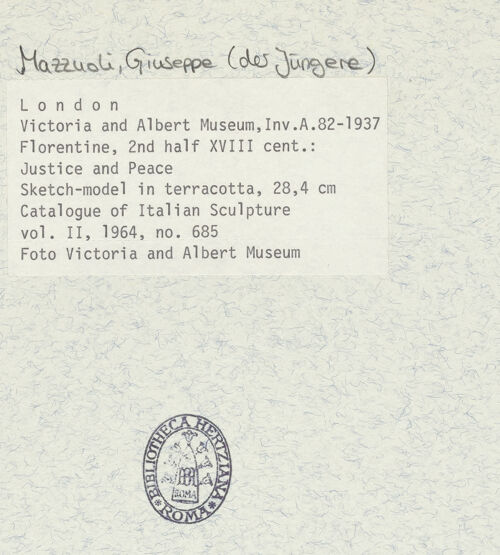 Mazzuoli, Giuseppe (der Jüngere)
London
Victoria and Albert Museum,Inv.A.82-1937
Florentine, 2nd half XVIII cent.:
Justice and Peace
Sketch-model in terracotta, 28,4 cm
Catalogue of Italian Sculpture
vol. II, 1964, no. 685
Foto Victoria and Albert Museum
BIBLIOTHECA HERTZIANA
ROMA
* ROMA *